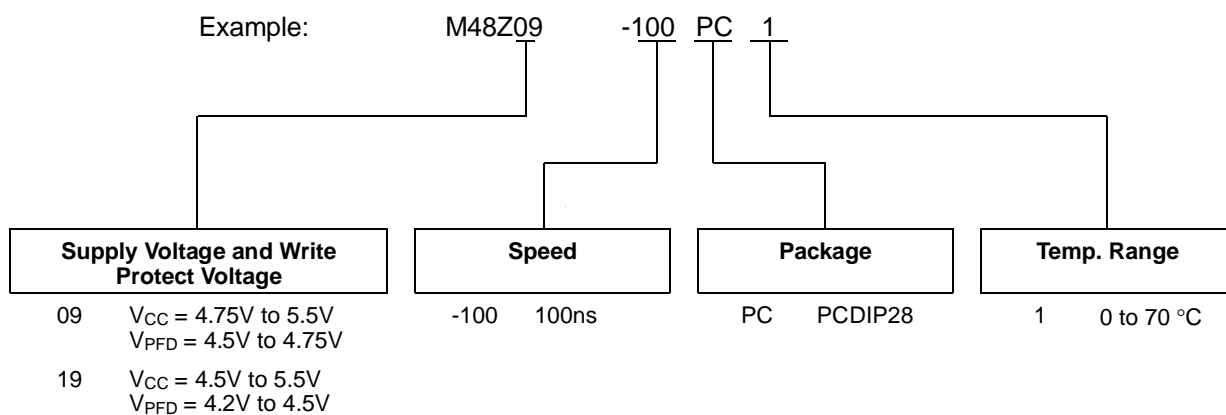 Example: M48Z09 -100 PC 1
Supply Voltage and Write
Protect Voltage
Speed
Package
Temp. Range
09 VCC = 4.75V to 5.5V
VPFD = 4.5V to 4.75V
-100 100ns
PC PCDIP28
1 0 to 70 °C
19 VCC = 4.5V to 5.5V
VPFD = 4.2V to 4.5V